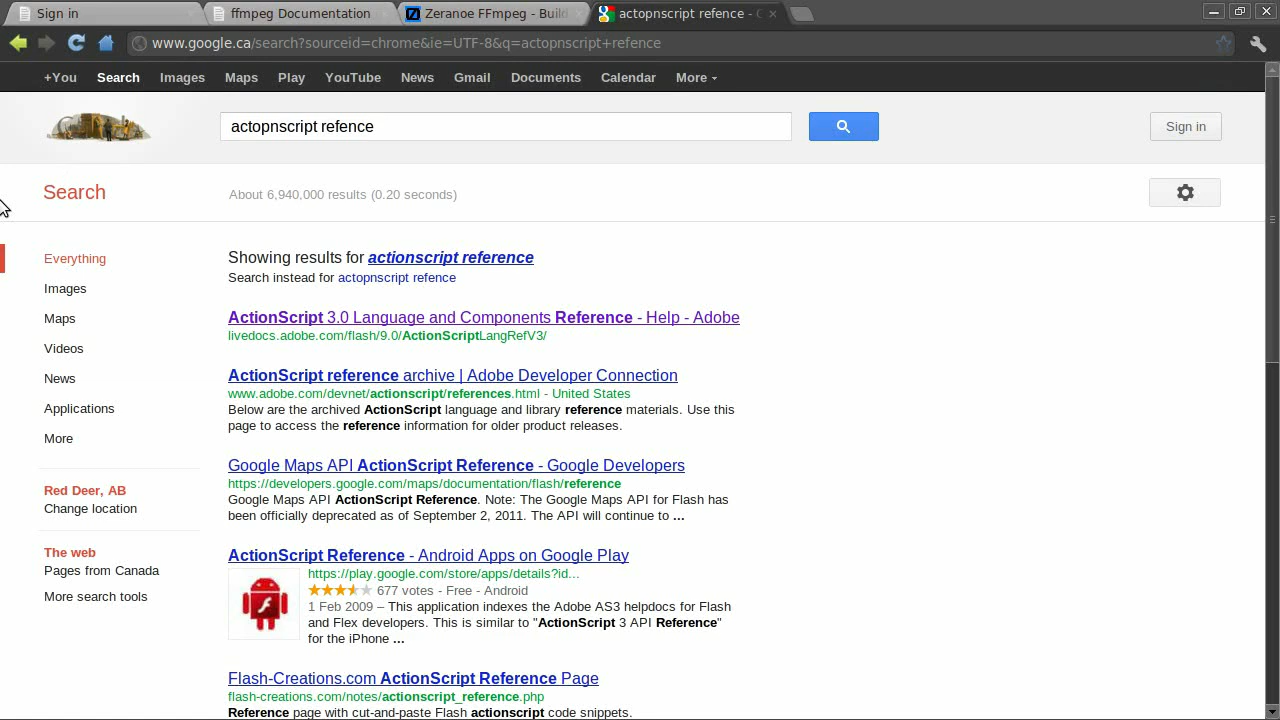 Sign in
ffmpeg Documentation
Zeranoe FFmpeg - Build
actopnscript refence -
www.google.ca/search?sourceid=chrome&ie=UTF-8&q=actopnscript+refence
+You Search Images Maps Play YouTube News Gmail Documents Calendar More
actopnscript refence
Sign in
Search
About 6,940,000 results (0.20 seconds)
Everything
Images
Maps
Videos
News
Applications
More
Red Deer, AB
Change location
The web
Pages from Canada
More search tools
Showing results for actionscript reference
Search instead for actopnscript refence
ActionScript 3.0 Language and Components Reference - Help - Adobe
livedocs.adobe.com/flash/9.0/ActionScriptLangRefV3/
ActionScript reference archive | Adobe Developer Connection
www.adobe.com/devnet/actionscript/references.html - United States
Below are the archived ActionScript language and library reference materials. Use this
page to access the reference information for older product releases.
Google Maps API ActionScript Reference - Google Developers
https://developers.google.com/maps/documentation/flash/reference
Google Maps API ActionScript Reference. Note: The Google Maps API for Flash has
been officially deprecated as of September 2, 2011. The API will continue to ...
ActionScript Reference - Android Apps on Google Play
https://play.google.com/store/apps/details?id...
677 votes - Free - Android
1 Feb 2009 – This application indexes the Adobe AS3 helpdocs for Flash
and Flex developers. This is similar to "ActionScript 3 API Reference"
for the iPhone ...
Flash-Creations.com ActionScript Reference Page
flash-creations.com/notes/actionscript_reference.php
Reference page with cut-and-paste Flash actionscript code snippets.